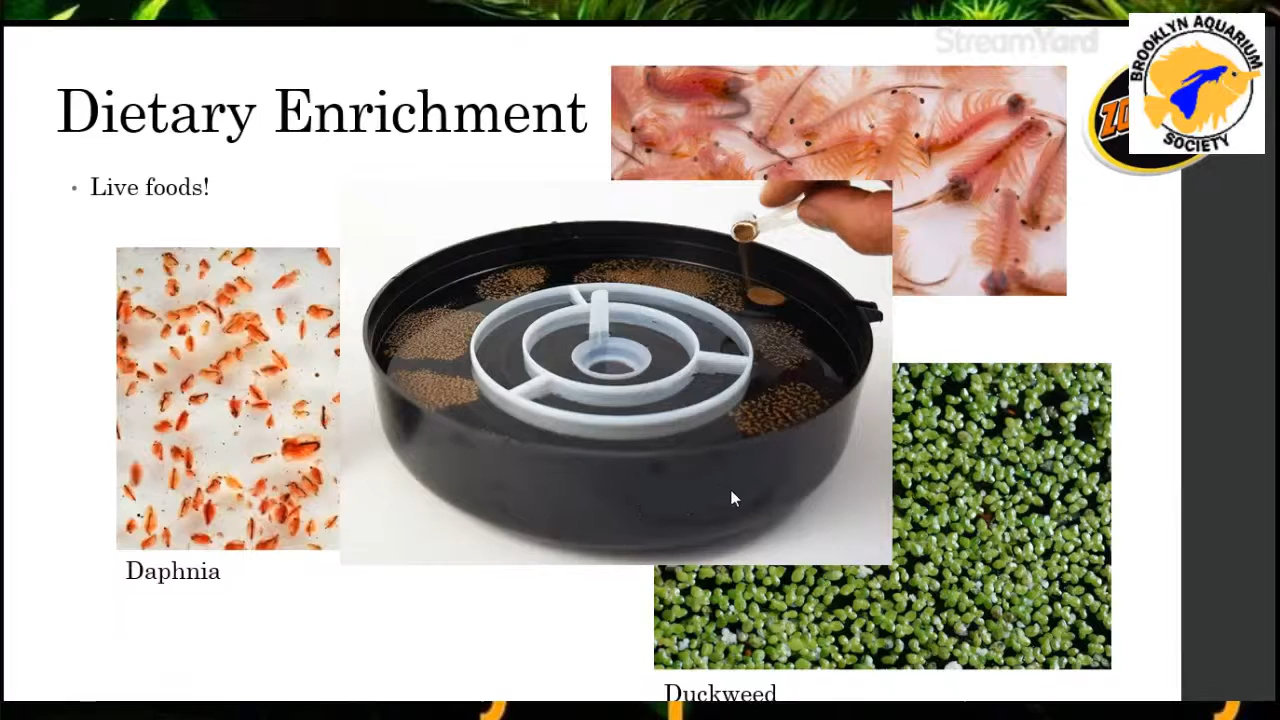 StreamYard
BROOKLYN AQUARIUM
SOCIETY
Dietary Enrichment
• Live foods!
Daphnia
Duckweed